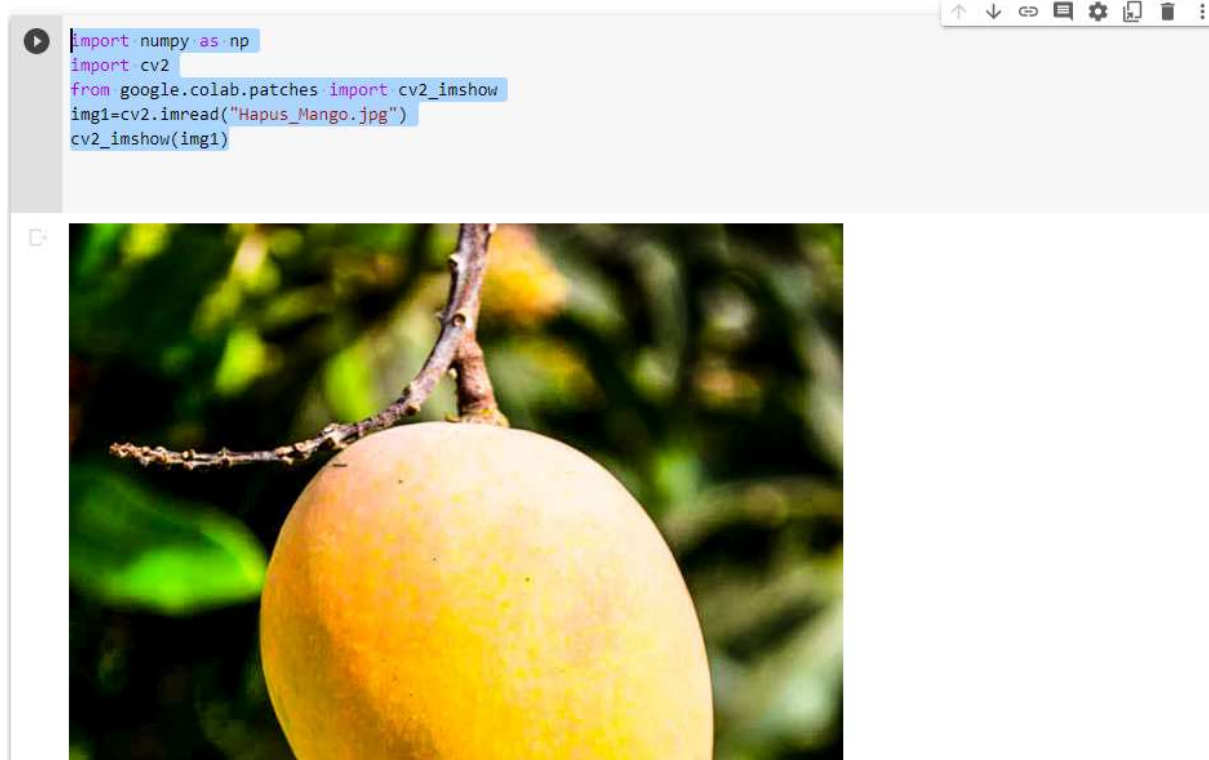 import numpy as np
import cv2
from google.colab.patches import cv2_imshow
img1=cv2.imread("Hapus_Mango.jpg")
cv2_imshow(img1)